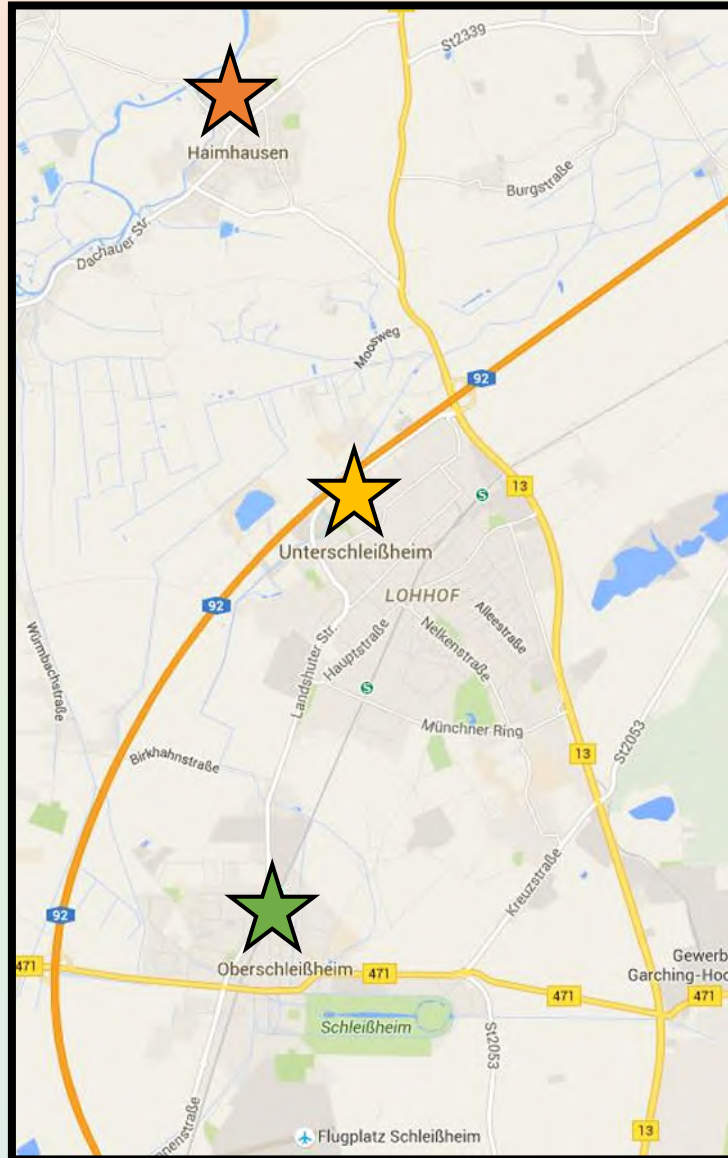 St2339
Haimhausen
Burgstraße
Dachauer Str.
Moosweg
92
13
S
Unterschleißheim
LOHHOF
92
Alleestraße
Würmbachstraße
Landshuter Str.
Hauptstraße
Nelkenstraße
S
Münchner Ring
St2053
13
Birkhahnstraße
Kreuzstraße
92
471
Oberschleißheim
471
Gewerb
Garching-Hoc
471
471
Schleißheim
St2053
13
nenstraße
Flugplatz Schleißheim